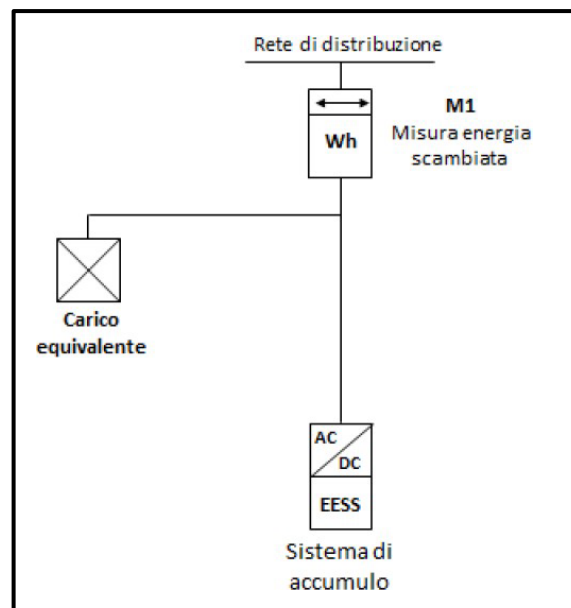 Rete di distribuzione
Wh
M1
Misura energia
scambiata
Carico
equivalente
AC
DC
EESS
Sistema di
accumulo